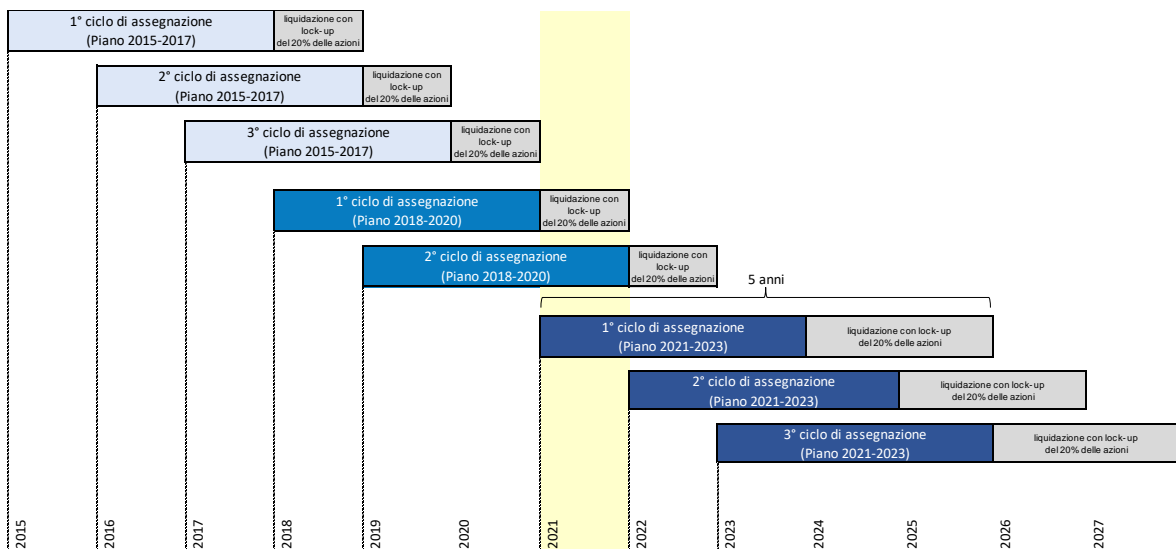 1° ciclo di assegnazione
(Piano 2015-2017)
liquidazione con
lock-up
del 20% delle azioni
2° ciclo di assegnazione
(Piano 2015-2017)
liquidazione con
lock-up
del 20% delle azioni
3° ciclo di assegnazione
(Piano 2015-2017)
liquidazione con
lock-up
del 20% delle azioni
1° ciclo di assegnazione
(Piano 2018-2020)
liquidazione con
lock-up
del 20% delle azioni
2° ciclo di assegnazione
(Piano 2018-2020)
liquidazione con
lock-up
del 20% delle azioni
5 anni
1° ciclo di assegnazione
(Piano 2021-2023)
liquidazione con lock-up
del 20% delle azioni
2° ciclo di assegnazione
(Piano 2021-2023)
liquidazione con lock-up
del 20% delle azioni
3° ciclo di assegnazione
(Piano 2021-2023)
liquidazione con lock-up
del 20% delle azioni
2015
2016
2017
2018
2019
2020
2021
2022
2023
2024
2025
2026
2027